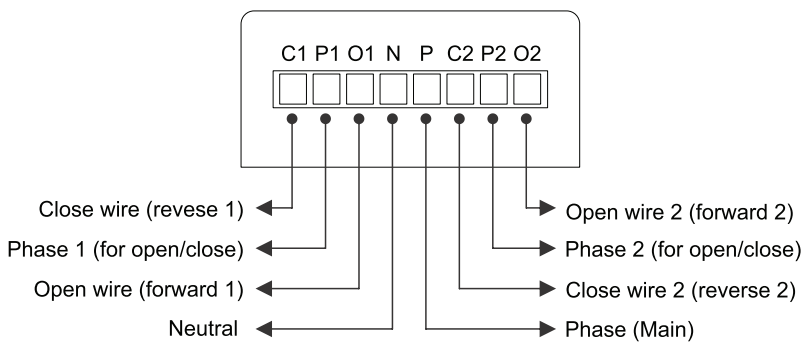 C1 P1 O1 N P C2 P2 O2
Close wire (revese 1)
Phase 1 (for open/close)
Open wire (forward 1)
Neutral
Open wire 2 (forward 2)
Phase 2 (for open/close)
Close wire 2 (reverse 2)
Phase (Main)